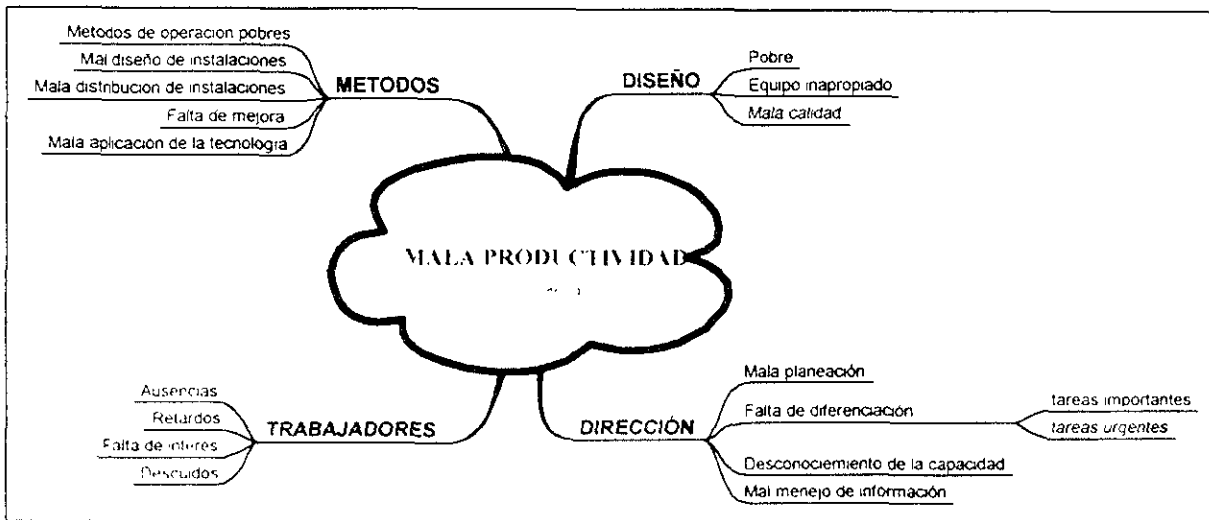 Metodos de operacion pobres
Mal diseño de instalaciones
Mala distribucion de instalaciones
Falta de mejora
Mala aplicacion de la tecnologia
METODOS
DISEÑO
Pobre
Equipo inapropiado
Mala calidad
MALA PRODUCTIVIDAD
Ausencias
Retardos
Falta de interes
Descuidos
TRABAJADORES
DIRECCIÓN
Mala planeación
Falta de diferenciación
tareas importantes
tareas urgentes
Desconociemiento de la capacidad
Mal menejo de información